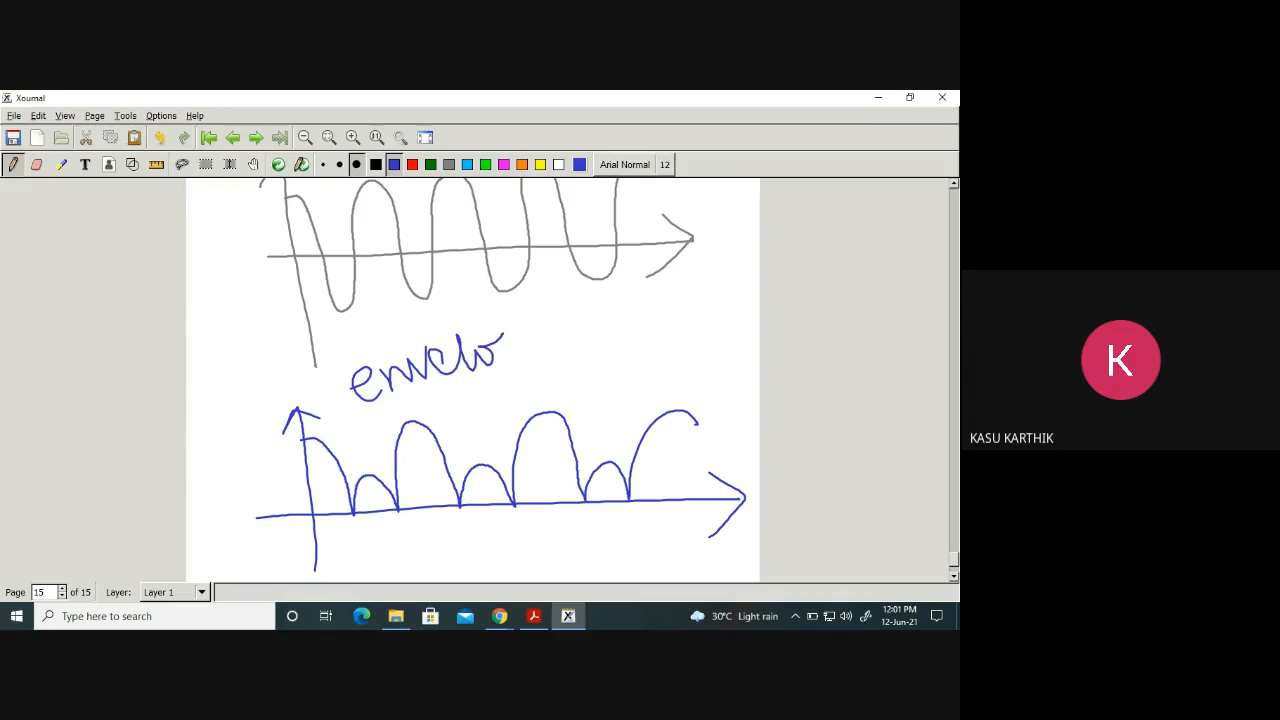 Xournal
File Edit View Page Tools Options Help
Arial Normal 12
envelo
K
KASU KARTHIK
Page 15 of 15 Layer: Layer 1
Type here to search
30°C Light rain
12:01 PM
12-Jun-21